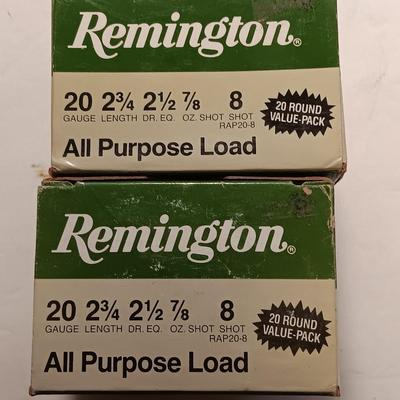 Remington®
20 2¾ 2½ ⅞ 8
GAUGE LENGTH DR. EQ. OZ. SHOT SHOT
RAP20-8
20 ROUND
VALUE-PACK
All Purpose Load
Remington®
20 2¾ 2½ ⅞ 8
GAUGE LENGTH DR. EQ. OZ. SHOT SHOT
RAP20-8
20 ROUND
VALUE-PACK
All Purpose Load